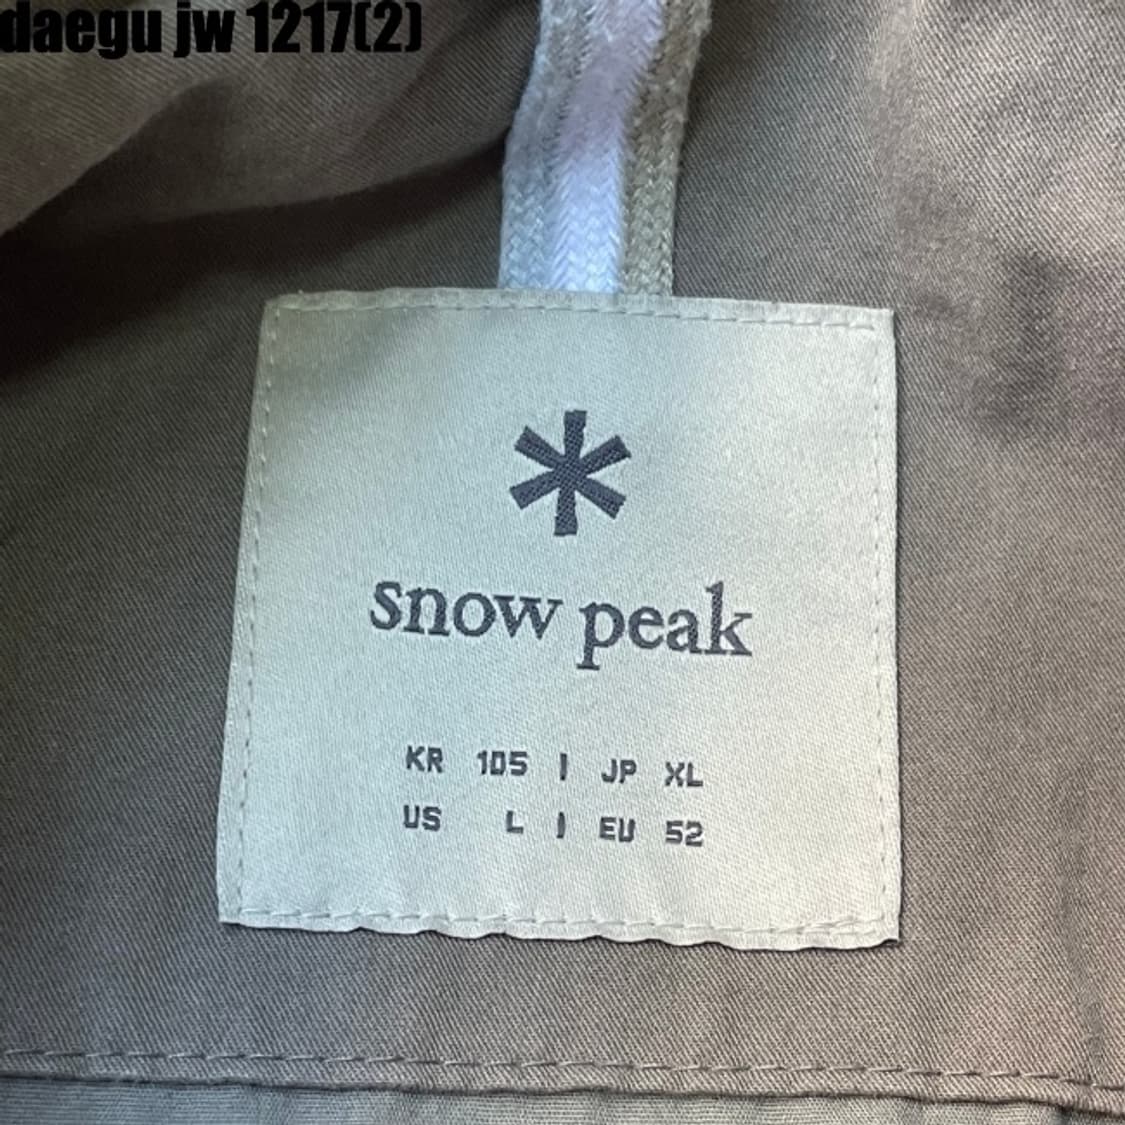 daegu jw 1217(2)
snow peak
KR 105 | JP XL
US L | EU 52